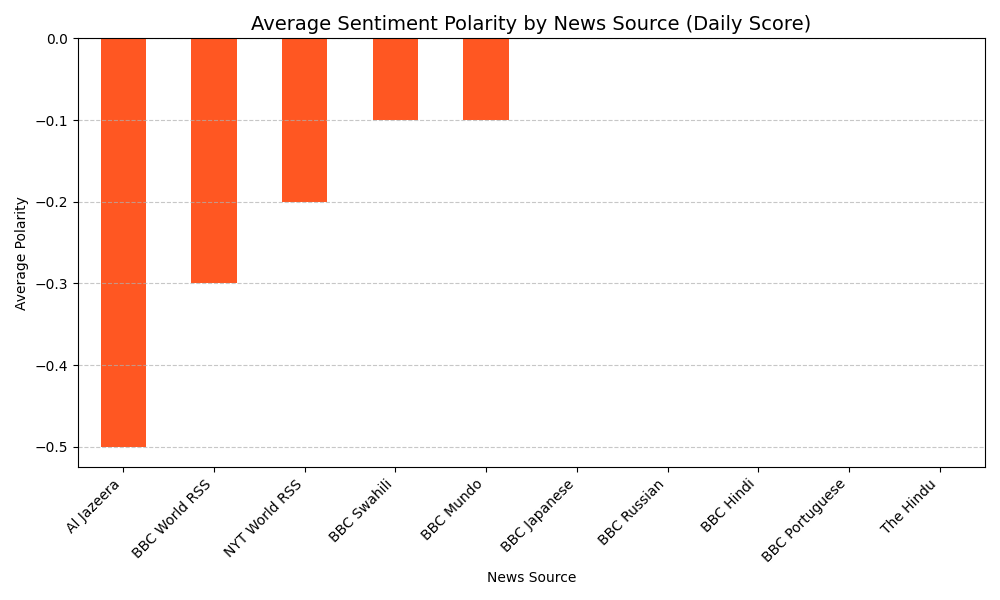 Average Sentiment Polarity by News Source (Daily Score)
Average Polarity
0.0
−0.1
−0.2
−0.3
−0.4
−0.5
Al Jazeera
BBC World RSS
NYT World RSS
BBC Swahili
BBC Mundo
BBC Japanese
BBC Russian
BBC Hindi
BBC Portuguese
The Hindu
News Source